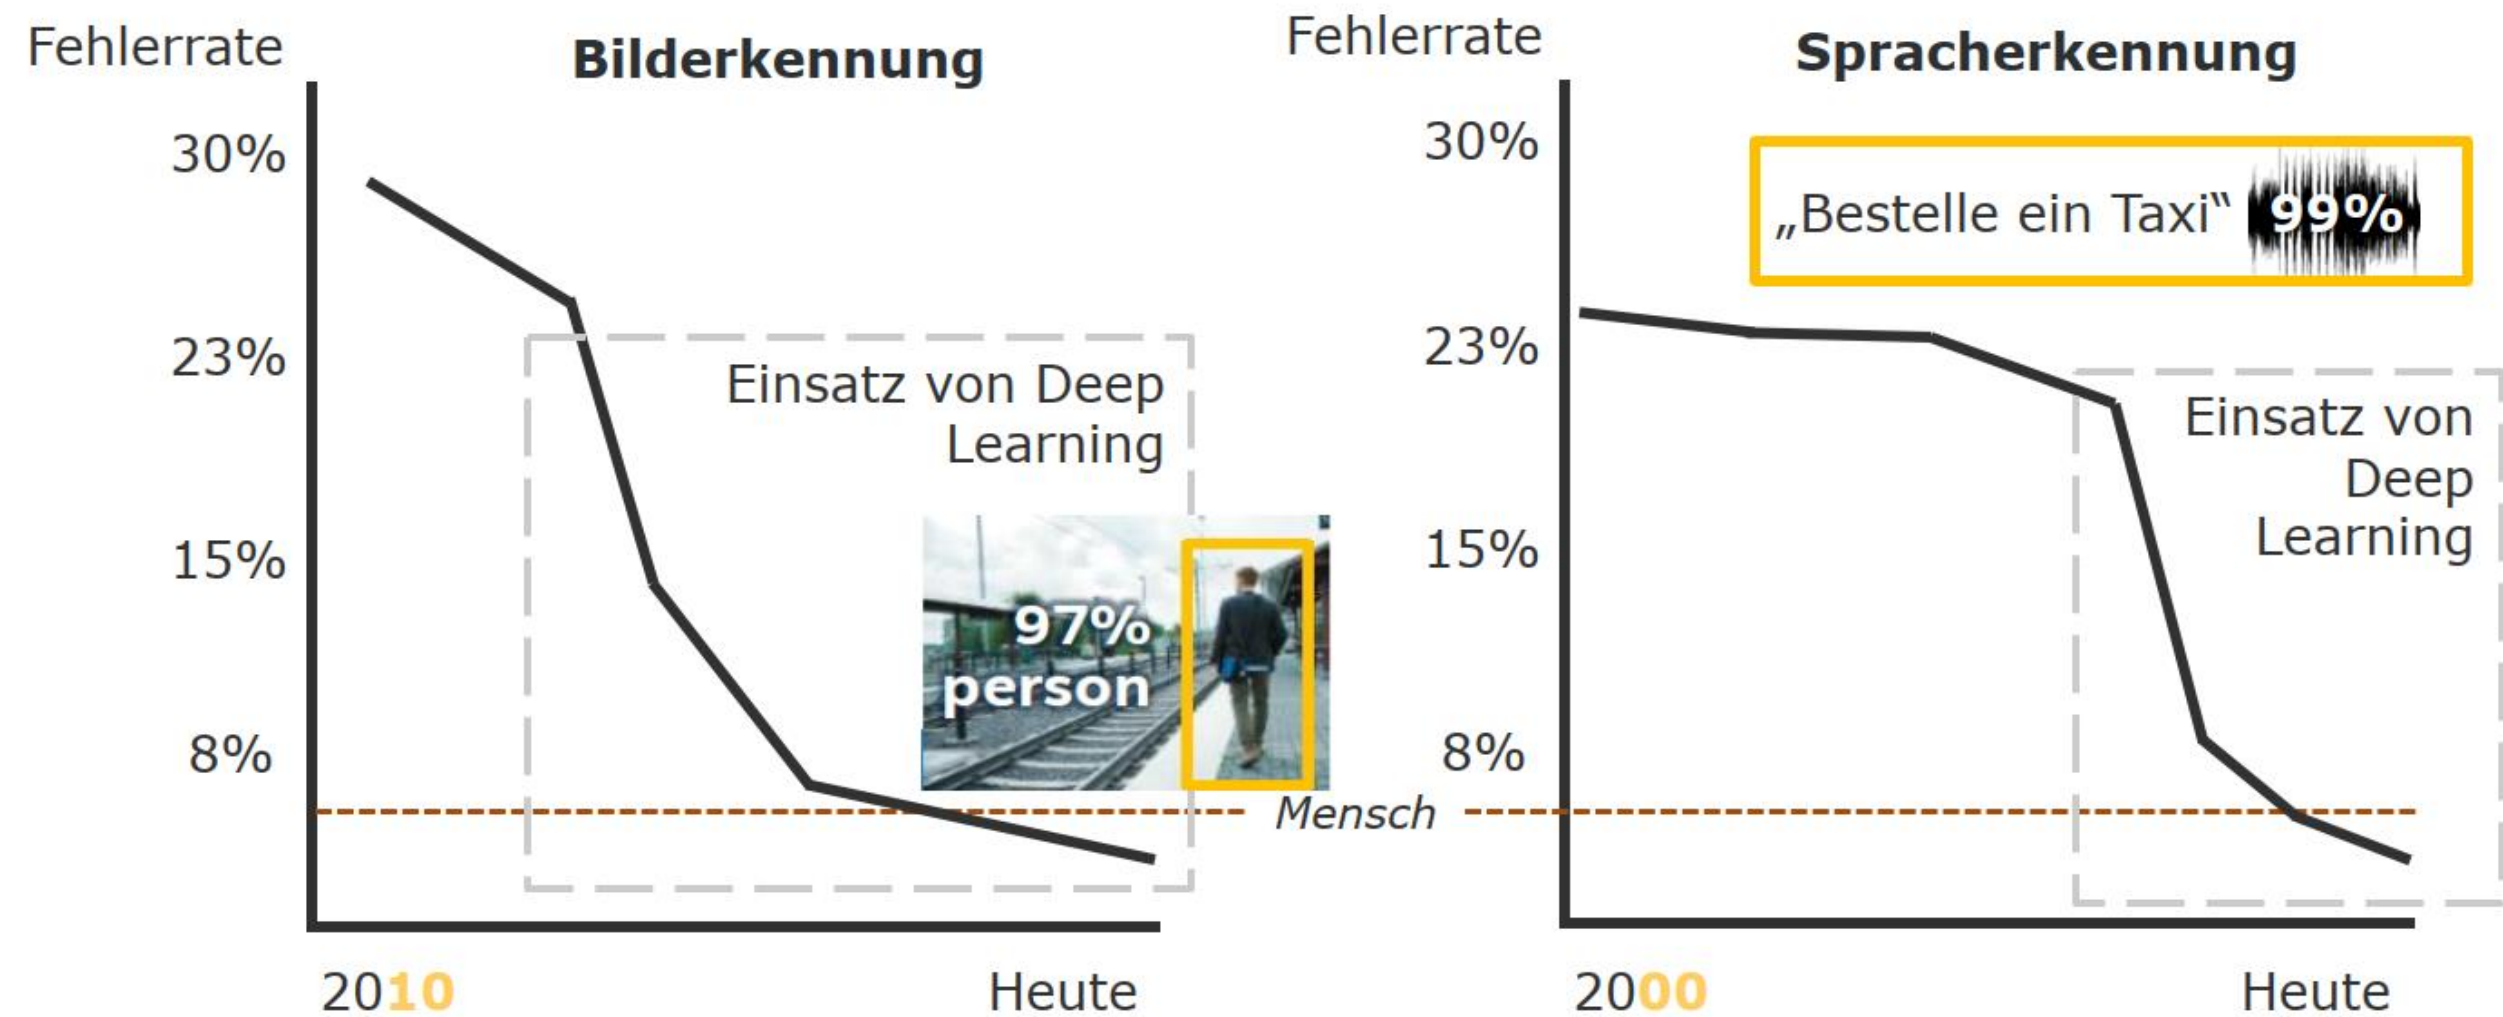 Fehlerrate
Bilderkennung
30%
23%
15%
8%
Einsatz von Deep
Learning
97%
person
2010
Heute
Mensch
Fehlerrate
Spracherkennung
30%
23%
15%
8%
„Bestelle ein Taxi“ 99%
Einsatz von
Deep
Learning
2000
Heute